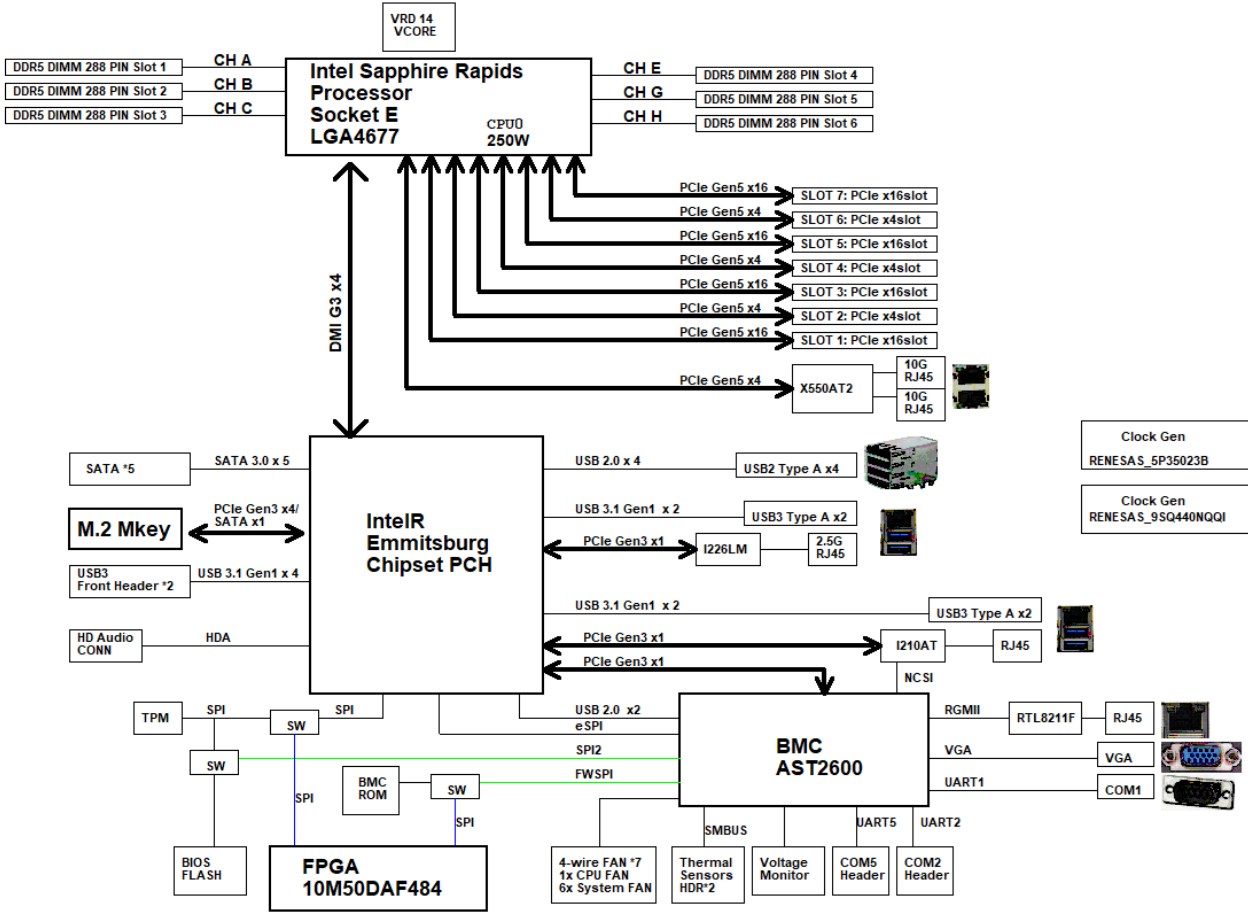 VRD 14
VCORE
DDR5 DIMM 288 PIN Slot 1
CH A
DDR5 DIMM 288 PIN Slot 2
CH B
DDR5 DIMM 288 PIN Slot 3
CH C
Intel Sapphire Rapids
Processor
Socket E
LGA4677
CPU0
250W
CH E
DDR5 DIMM 288 PIN Slot 4
CH G
DDR5 DIMM 288 PIN Slot 5
CH H
DDR5 DIMM 288 PIN Slot 6
PCIe Gen5 x16
SLOT 7: PCIe x16slot
PCIe Gen5 x4
SLOT 6: PCIe x4slot
PCIe Gen5 x16
SLOT 5: PCIe x16slot
PCIe Gen5 x4
SLOT 4: PCIe x4slot
PCIe Gen5 x16
SLOT 3: PCIe x16slot
PCIe Gen5 x4
SLOT 2: PCIe x4slot
PCIe Gen5 x16
SLOT 1: PCIe x16slot
DMI G3 x4
PCIe Gen5 x4
X550AT2
10G
RJ45
10G
RJ45
Clock Gen
RENESAS_5P35023B
Clock Gen
RENESAS_9SQ440NQQI
SATA *5
SATA 3.0 x 5
M.2 Mkey
PCIe Gen3 x4/
SATA x1
USB3
Front Header *2
USB 3.1 Gen1 x 4
HD Audio
CONN
HDA
IntelR
Emmitsburg
Chipset PCH
USB 2.0 x 4
USB2 Type A x4
USB 3.1 Gen1 x 2
USB3 Type A x2
PCIe Gen3 x1
I226LM
2.5G
RJ45
USB 3.1 Gen1 x 2
USB3 Type A x2
PCIe Gen3 x1
I210AT
RJ45
PCIe Gen3 x1
NCSI
TPM
SPI
SW
SPI
USB 2.0 x2
eSPI
SW
SPI2
BMC
ROM
SW
FWSPI
SPI
SPI
BMC
AST2600
RGMII
RTL8211F
RJ45
VGA
VGA
UART1
COM1
SMBUS
UART5
UART2
BIOS
FLASH
FPGA
10M50DAF484
4-wire FAN *7
1x CPU FAN
6x System FAN
Thermal
Sensors
HDR*2
Voltage
Monitor
COM5
Header
COM2
Header